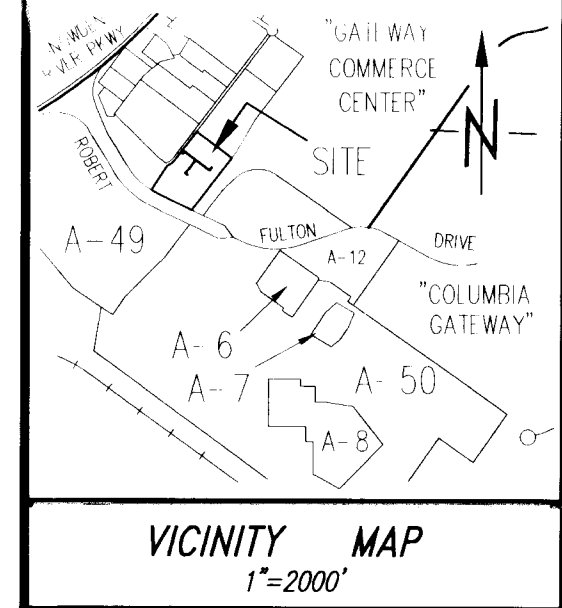 "GATEWAY
COMMERCE
CENTER"
PKWY
N
ROBERT
SITE
A-49
FULTON
DRIVE
A-12
"COLUMBIA
GATEWAY"
A-6
A-7
A-50
A-8
VICINITY MAP
1"=2000'